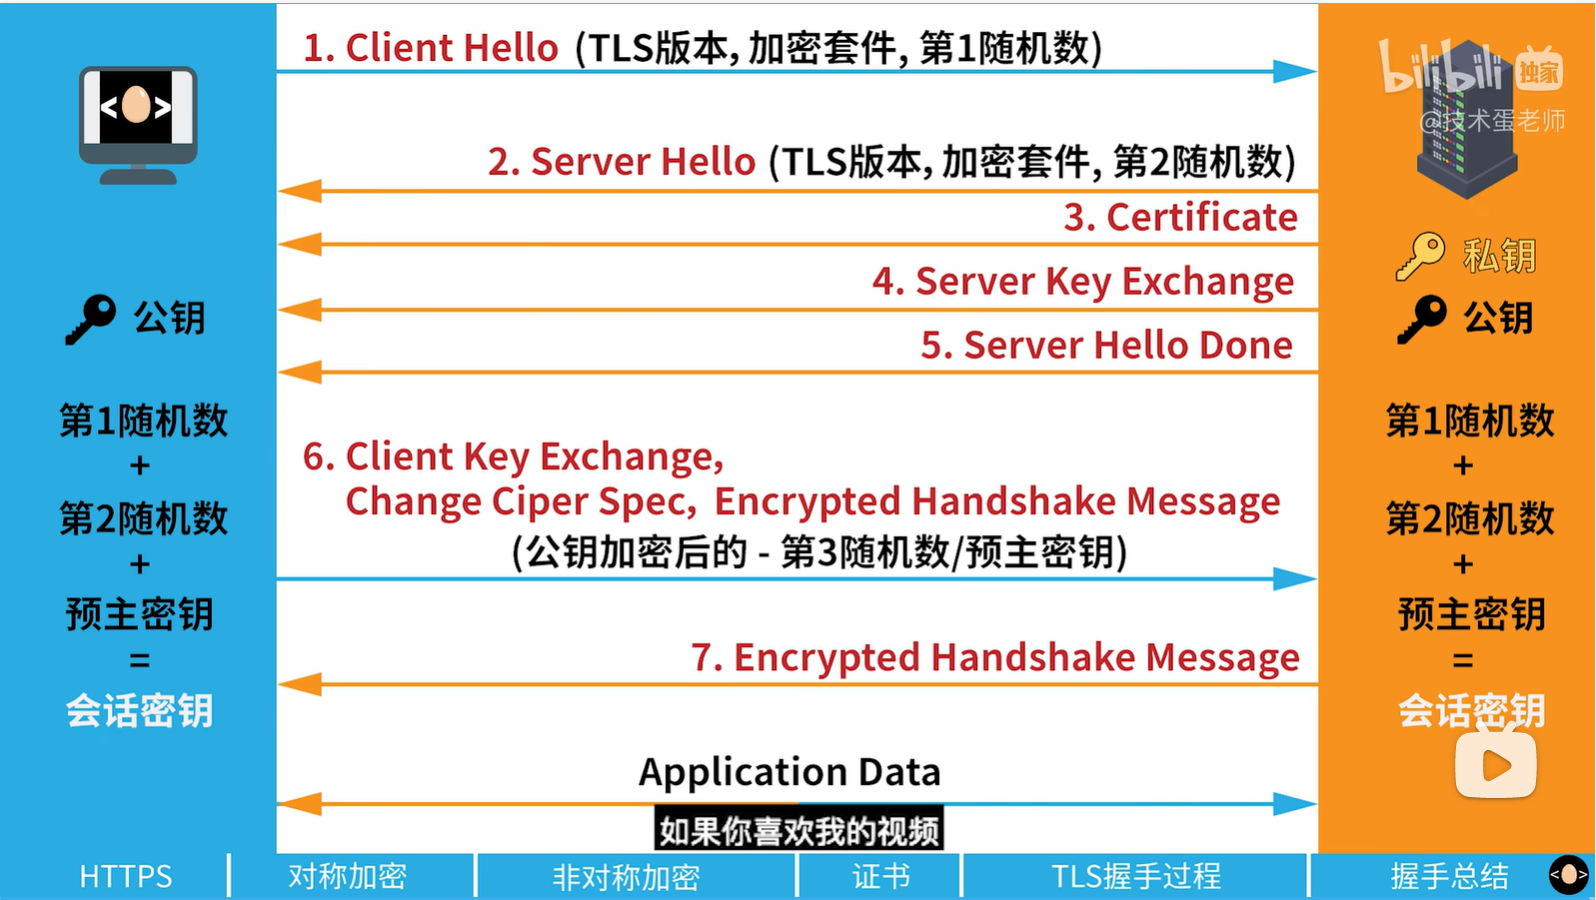 1. Client Hello (TLS版本, 加密套件, 第1随机数)
bilibili 独家
@技术蛋老师
< >
2. Server Hello (TLS版本, 加密套件, 第2随机数)
3. Certificate
私钥
4. Server Key Exchange
公钥
公钥
5. Server Hello Done
第1随机数
+
第2随机数
+
预主密钥
=
会话密钥
6. Client Key Exchange,
Change Ciper Spec, Encrypted Handshake Message
(公钥加密后的 - 第3随机数/预主密钥)
第1随机数
+
第2随机数
+
预主密钥
=
会话密钥
7. Encrypted Handshake Message
Application Data
如果你喜欢我的视频
HTTPS
对称加密
非对称加密
证书
TLS握手过程
握手总结
< >